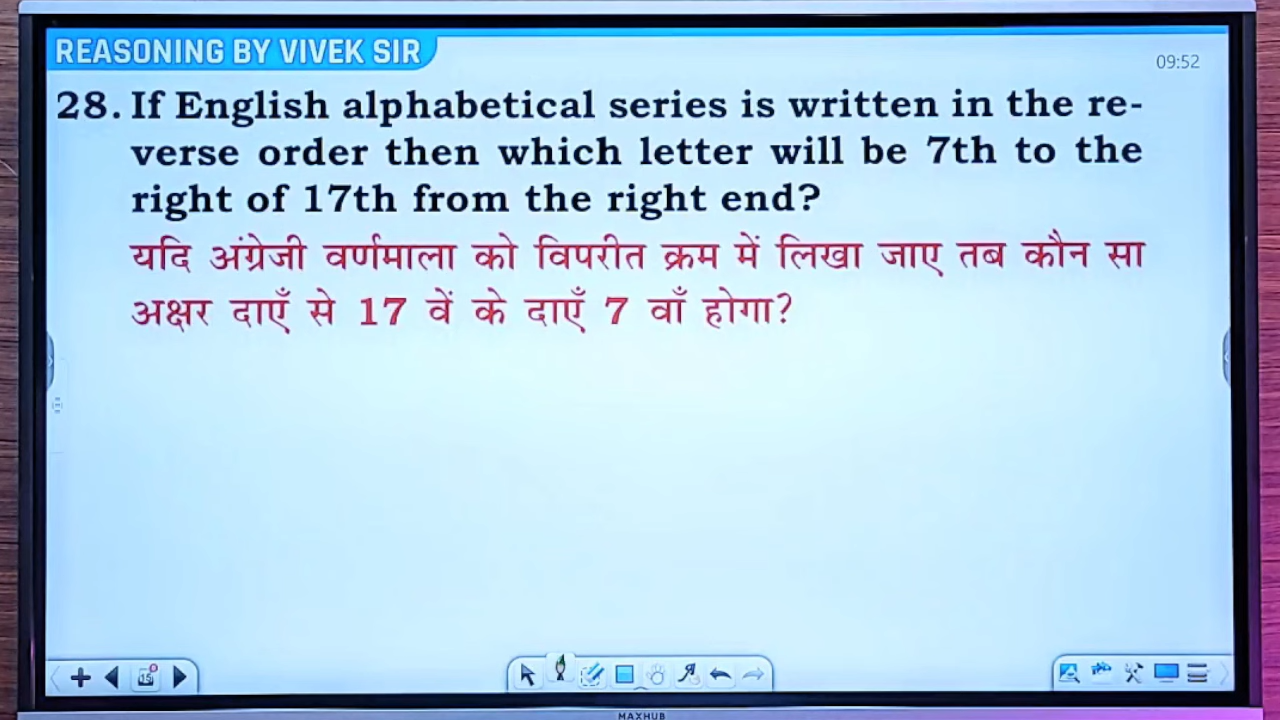 REASONING BY VIVEK SIR
09:52
28. If English alphabetical series is written in the re-
verse order then which letter will be 7th to the
right of 17th from the right end?
यदि अंग्रेजी वर्णमाला को विपरीत क्रम में लिखा जाए तब कौन सा
अक्षर दाएँ से 17 वें के दाएँ 7 वाँ होगा?
MAXHUB